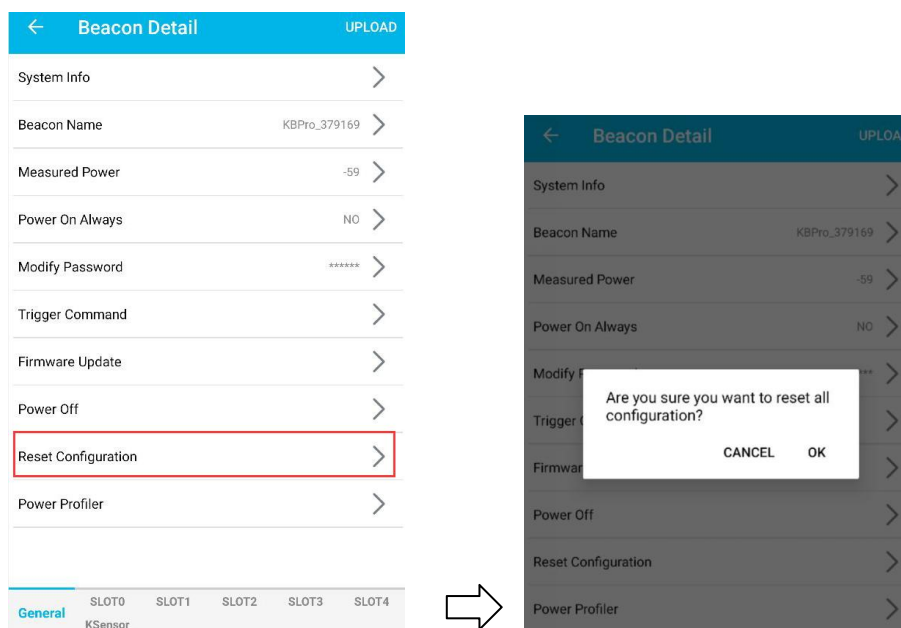 Beacon Detail UPLOAD
System Info
Beacon Name KBPro_379169
Measured Power -59
Power On Always NO
Modify Password ******
Trigger Command
Firmware Update
Power Off
Reset Configuration
Power Profiler
General SLOT0 SLOT1 SLOT2 SLOT3 SLOT4
KSensor
Beacon Detail UPLOA
System Info
Beacon Name KBPro_379169
Measured Power -59
Power On Always NO
Modify P ***
Are you sure you want to reset all
configuration?
Trigger
CANCEL OK
Firmwar
Power Off
Reset Configuration
Power Profiler